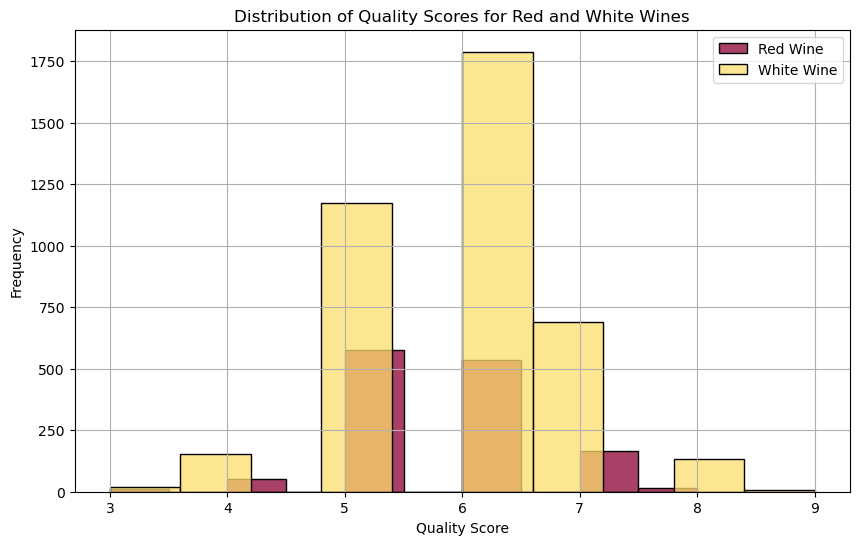 Distribution of Quality Scores for Red and White Wines
Red Wine
White Wine
1750
1500
1250
1000
750
500
250
0
Frequency
3 4 5 6 7 8 9
Quality Score